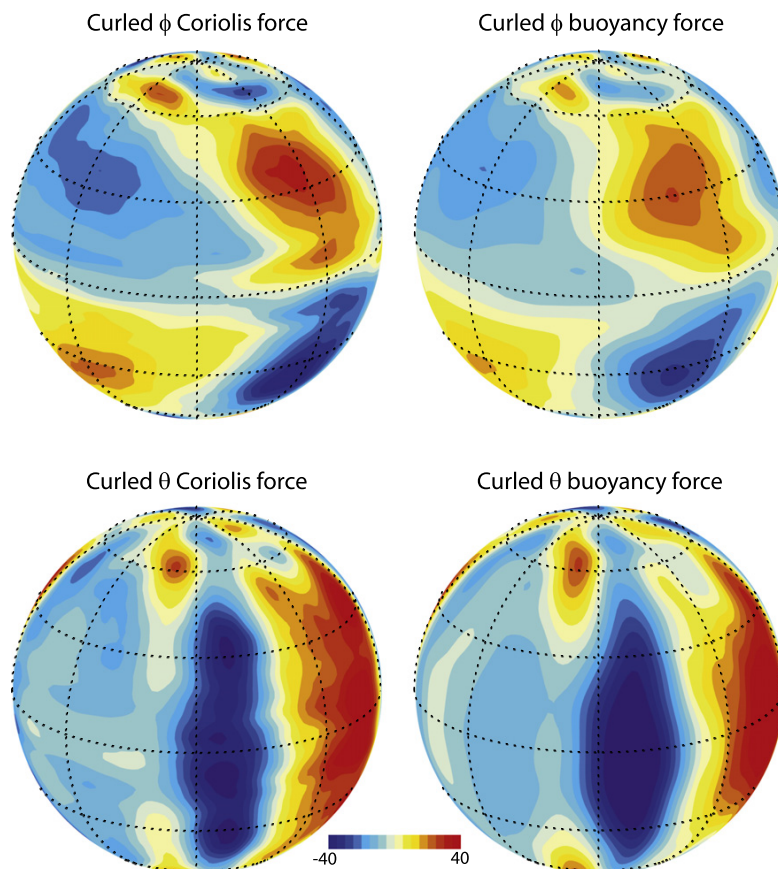 Curled ϕ Coriolis force
Curled ϕ buoyancy force
Curled θ Coriolis force
Curled θ buoyancy force
-40
40